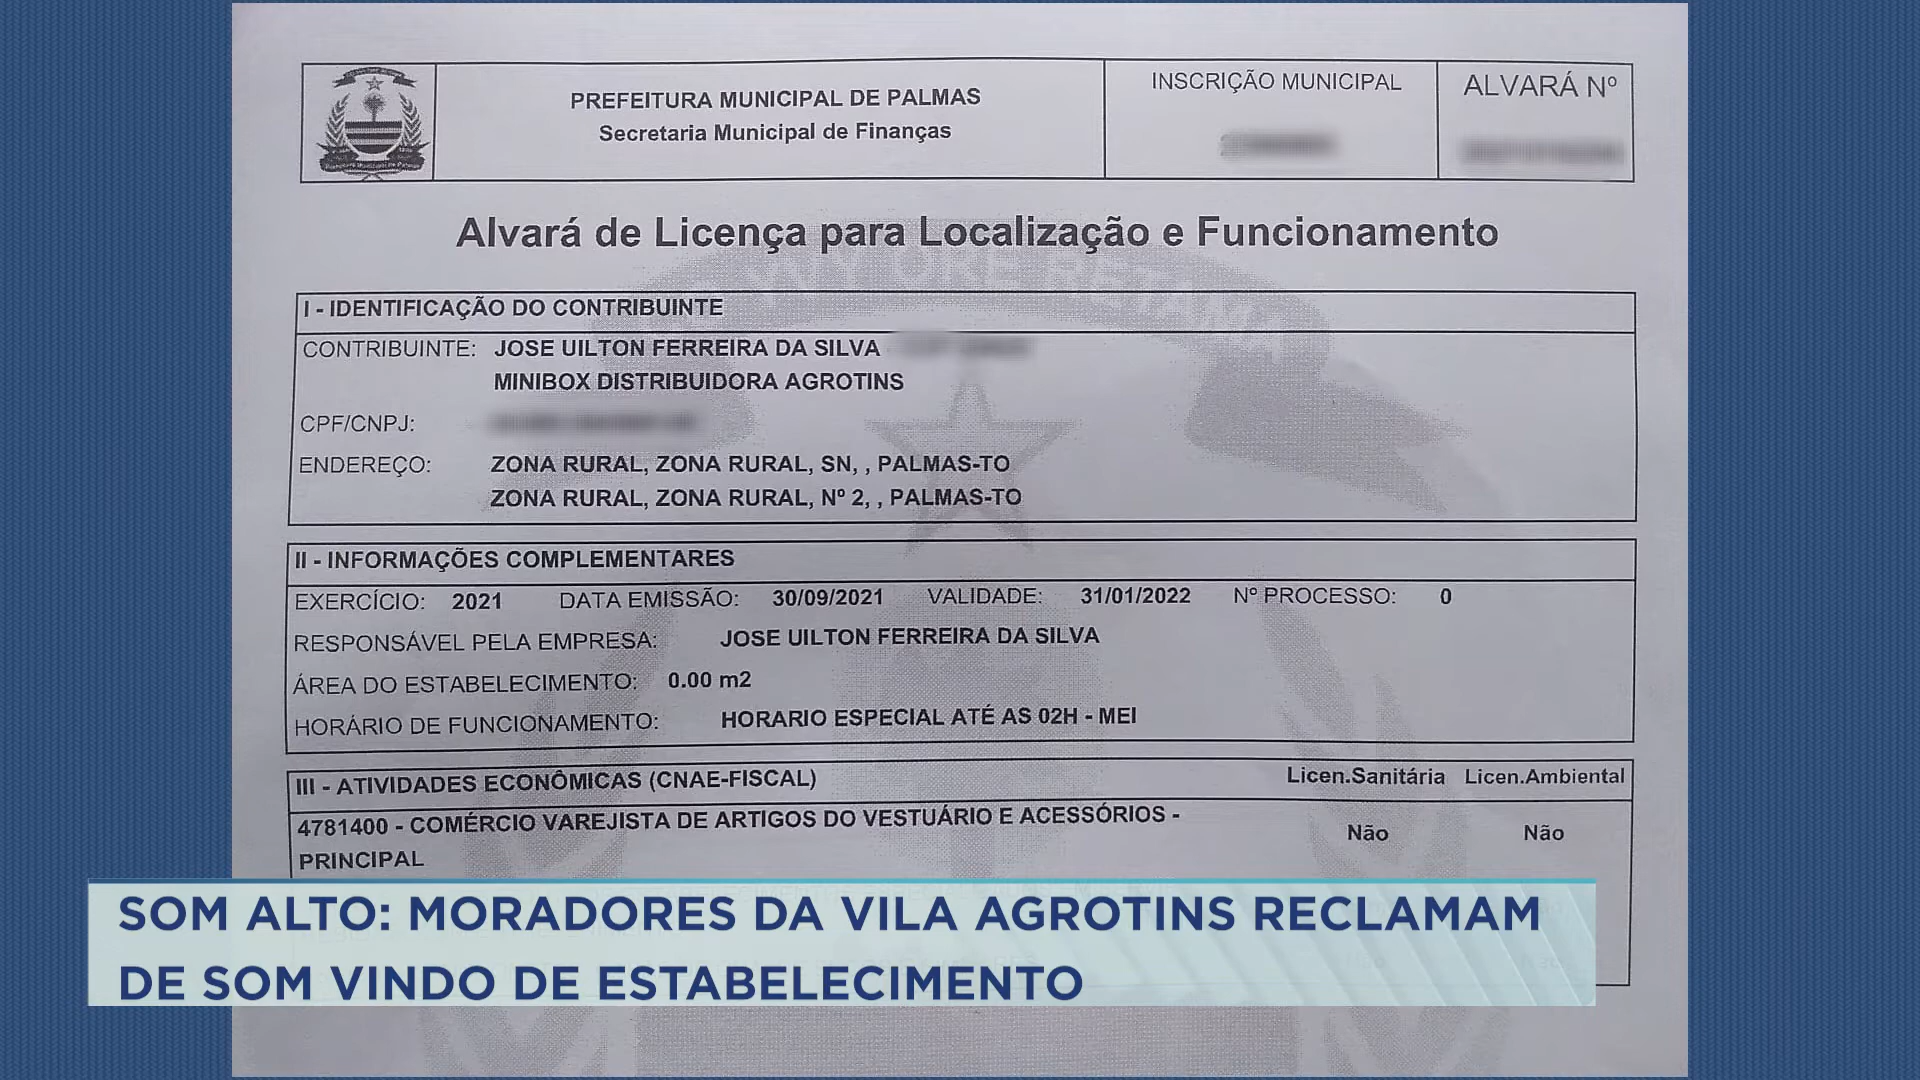 PREFEITURA MUNICIPAL DE PALMAS
Secretaria Municipal de Finanças
INSCRIÇÃO MUNICIPAL
ALVARÁ Nº
Alvará de Licença para Localização e Funcionamento
I - IDENTIFICAÇÃO DO CONTRIBUINTE
CONTRIBUINTE: JOSE UILTON FERREIRA DA SILVA
MINIBOX DISTRIBUIDORA AGROTINS
CPF/CNPJ:
ENDEREÇO: ZONA RURAL, ZONA RURAL, SN, , PALMAS-TO
ZONA RURAL, ZONA RURAL, Nº 2, , PALMAS-TO
II - INFORMAÇÕES COMPLEMENTARES
EXERCÍCIO: 2021 DATA EMISSÃO: 30/09/2021 VALIDADE: 31/01/2022 Nº PROCESSO: 0
RESPONSÁVEL PELA EMPRESA: JOSE UILTON FERREIRA DA SILVA
ÁREA DO ESTABELECIMENTO: 0.00 m2
HORÁRIO DE FUNCIONAMENTO: HORARIO ESPECIAL ATÉ AS 02H - MEI
III - ATIVIDADES ECONÔMICAS (CNAE-FISCAL) Licen.Sanitária Licen.Ambiental
4781400 - COMÉRCIO VAREJISTA DE ARTIGOS DO VESTUÁRIO E ACESSÓRIOS - Não Não
PRINCIPAL
SOM ALTO: MORADORES DA VILA AGROTINS RECLAMAM
DE SOM VINDO DE ESTABELECIMENTO